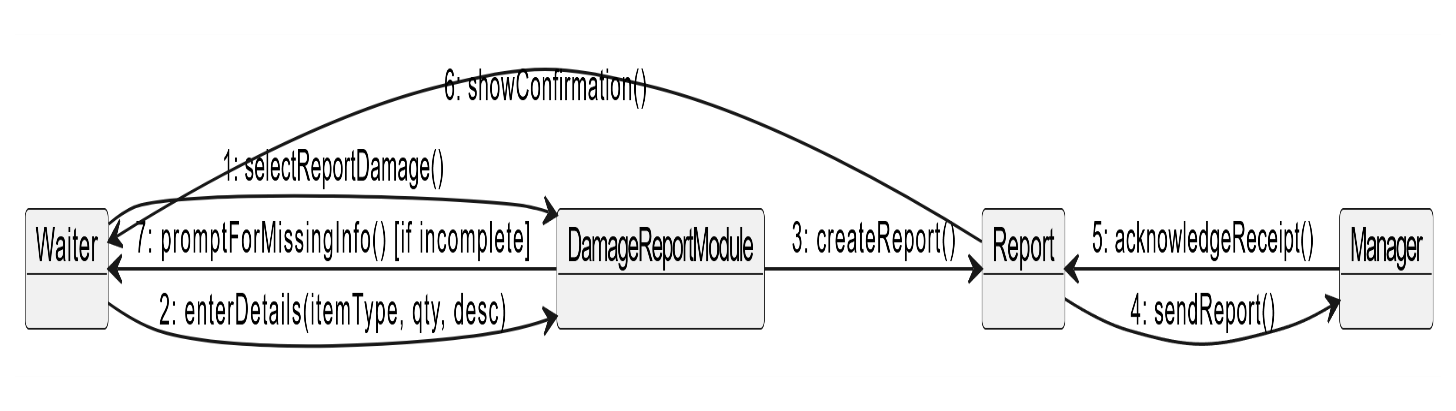 6: showConfirmation()
1: selectReportDamage()
Waiter
7: promptForMissingInfo() [if incomplete]
DamageReportModule
3: createReport()
Report
5: acknowledgeReceipt()
Manager
2: enterDetails(itemType, qty, desc)
4: sendReport()